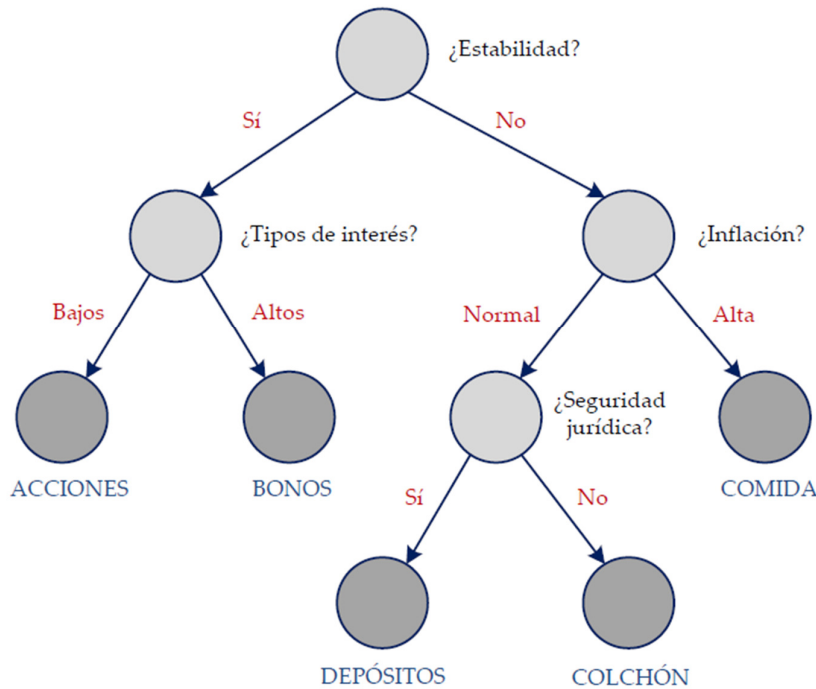 ¿Estabilidad?
Sí
No
¿Tipos de interés?
¿Inflación?
Bajos
Altos
Normal
Alta
¿Seguridad
jurídica?
ACCIONES
BONOS
COMIDA
Sí
No
DEPÓSITOS
COLCHÓN